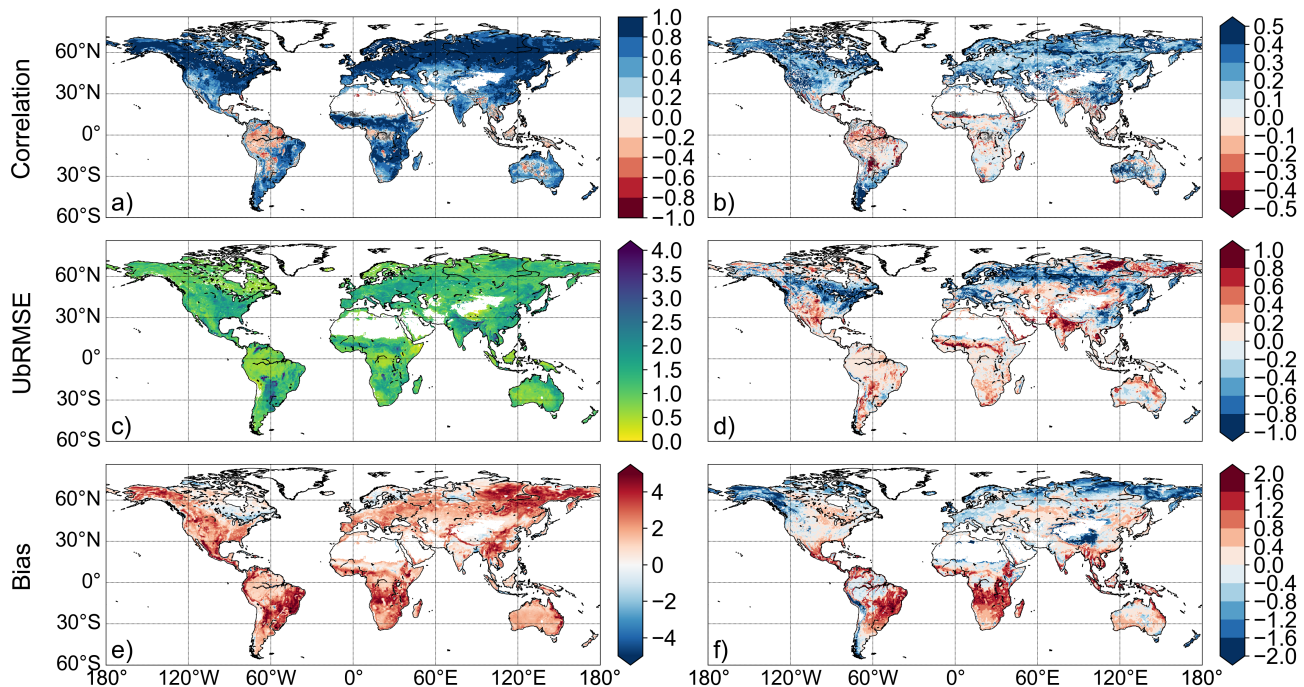 Correlation
60°N
30°N
0°
30°S
60°S
a)
1.0
0.8
0.6
0.4
0.2
0.0
−0.2
−0.4
−0.6
−0.8
−1.0
b)
0.5
0.4
0.3
0.2
0.1
0.0
−0.1
−0.2
−0.3
−0.4
−0.5
UbRMSE
60°N
30°N
0°
30°S
60°S
c)
4.0
3.5
3.0
2.5
2.0
1.5
1.0
0.5
0.0
d)
1.0
0.8
0.6
0.4
0.2
0.0
−0.2
−0.4
−0.6
−0.8
−1.0
Bias
60°N
30°N
0°
30°S
60°S
e)
4
2
0
−2
−4
f)
2.0
1.6
1.2
0.8
0.4
0.0
−0.4
−0.8
−1.2
−1.6
−2.0
180° 120°W 60°W 0° 60°E 120°E 180°
180° 120°W 60°W 0° 60°E 120°E 180°